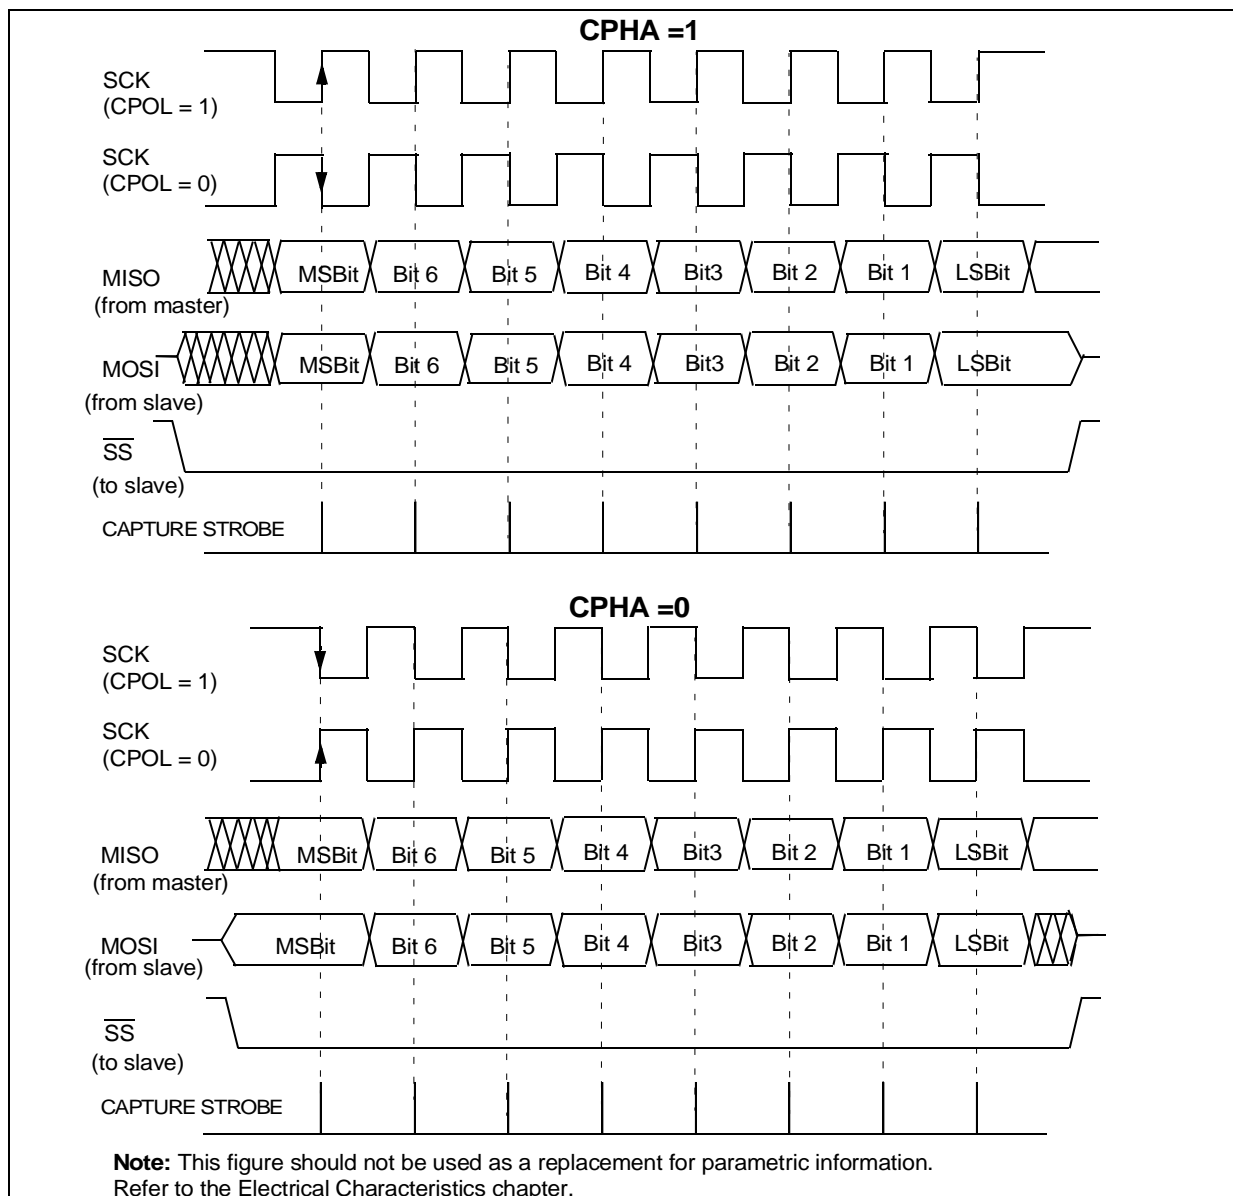 CPHA =1
SCK
(CPOL = 1)
SCK
(CPOL = 0)
MISO
(from master)
MSBit Bit 6 Bit 5 Bit 4 Bit3 Bit 2 Bit 1 LSBit
MOSI
(from slave)
MSBit Bit 6 Bit 5 Bit 4 Bit3 Bit 2 Bit 1 LSBit
SS
(to slave)
CAPTURE STROBE
CPHA =0
SCK
(CPOL = 1)
SCK
(CPOL = 0)
MISO
(from master)
MSBit Bit 6 Bit 5 Bit 4 Bit3 Bit 2 Bit 1 LSBit
MOSI
(from slave)
MSBit Bit 6 Bit 5 Bit 4 Bit3 Bit 2 Bit 1 LSBit
SS
(to slave)
CAPTURE STROBE
Note: This figure should not be used as a replacement for parametric information.
Refer to the Electrical Characteristics chapter.